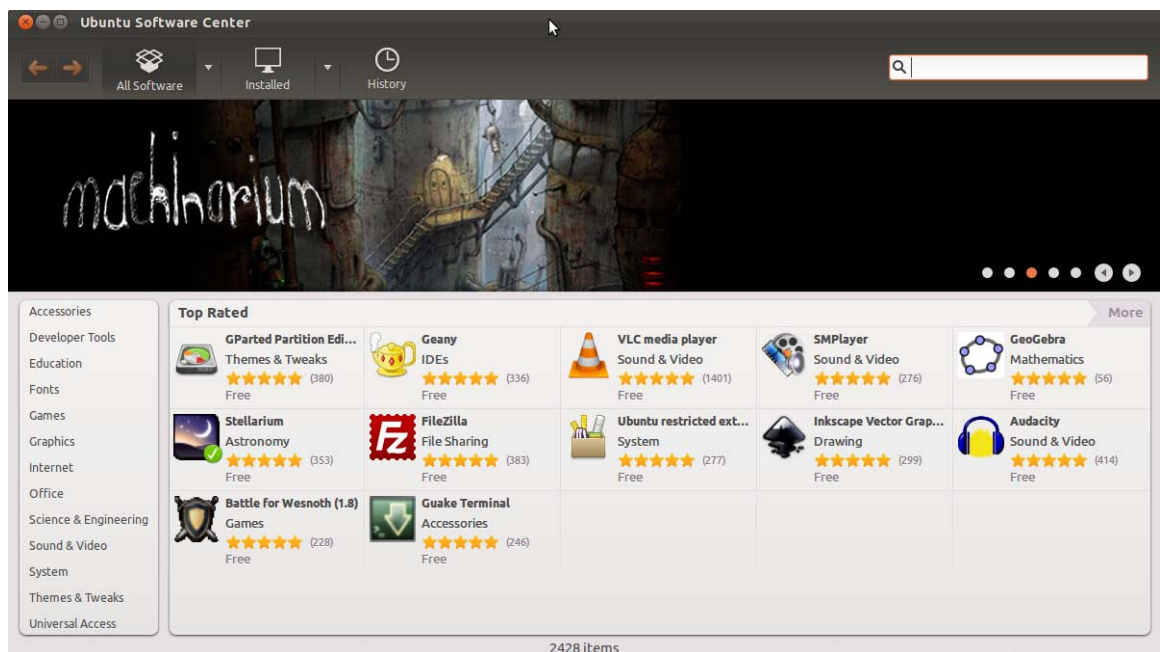 Ubuntu Software Center
All Software
Installed
History
machinarium
Accessories
Developer Tools
Education
Fonts
Games
Graphics
Internet
Office
Science & Engineering
Sound & Video
System
Themes & Tweaks
Universal Access
Top Rated
More
GParted Partition Edi...
Themes & Tweaks
(380)
Free
Geany
IDEs
(336)
Free
VLC media player
Sound & Video
(1401)
Free
SMPlayer
Sound & Video
(276)
Free
GeoGebra
Mathematics
(56)
Free
Stellarium
Astronomy
(353)
Free
Fz
FileZilla
File Sharing
(383)
Free
Ubuntu restricted ext...
System
(277)
Free
Inkscape Vector Grap...
Drawing
(299)
Free
Audacity
Sound & Video
(414)
Free
Battle for Wesnoth (1.8)
Games
(228)
Free
Guake Terminal
Accessories
(246)
Free
2428 items